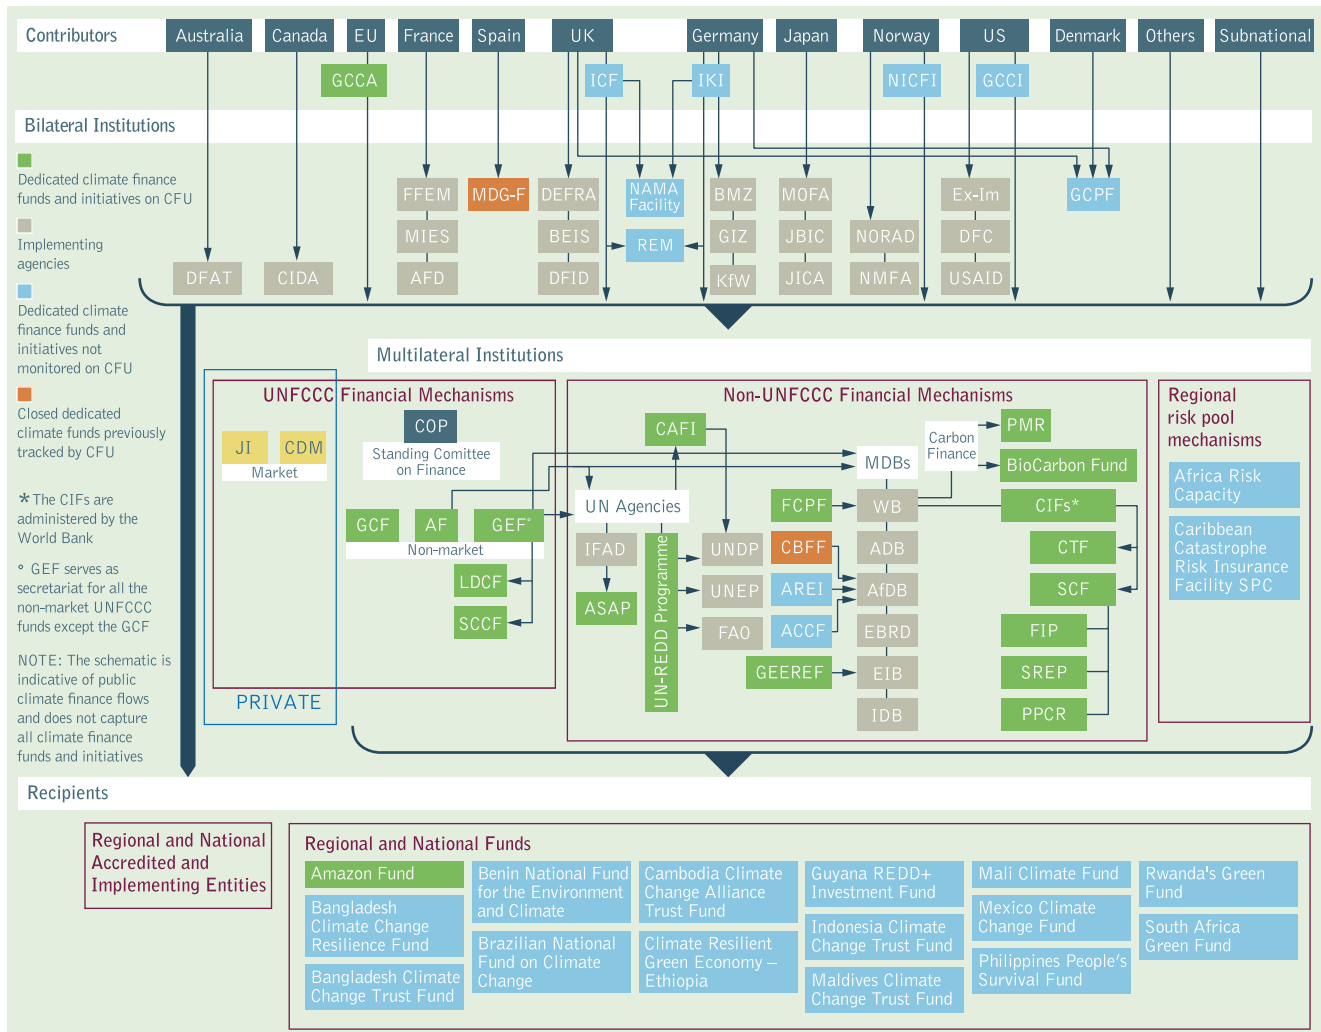 Contributors
Australia
Canada
EU
France
Spain
UK
Germany
Japan
Norway
US
Denmark
Others
Subnational
GCCA
ICF
IKI
NICFI
GCCI
Bilateral Institutions
Dedicated climate finance
funds and initiatives on CFU
Implementing
agencies
Dedicated climate
finance funds and
initiatives not
monitored on CFU
Closed dedicated
climate funds previously
tracked by CFU
* The CIFs are
administered by the
World Bank
° GEF serves as
secretariat for all the
non-market UNFCCC
funds except the GCF
NOTE: The schematic is
indicative of public
climate finance flows
and does not capture
all climate finance
funds and initiatives
DFAT
CIDA
FFEM
MIES
AFD
MDG-F
DEFRA
BEIS
DFID
NAMA
Facility
REM
BMZ
GIZ
KfW
MOFA
JBIC
JICA
NORAD
NMFA
Ex-Im
DFC
USAID
GCPF
Multilateral Institutions
UNFCCC Financial Mechanisms
COP
Standing Comittee
on Finance
JI
CDM
Market
GCF
AF
GEF°
Non-market
LDCF
SCCF
PRIVATE
Non-UNFCCC Financial Mechanisms
CAFI
UN Agencies
IFAD
ASAP
UN-REDD Programme
UNDP
UNEP
FAO
FCPF
CBFF
AREI
ACCF
GEEREF
MDBs
WB
ADB
AfDB
EBRD
EIB
IDB
Carbon
Finance
PMR
BioCarbon Fund
CIFs*
CTF
SCF
FIP
SREP
PPCR
Regional
risk pool
mechanisms
Africa Risk
Capacity
Caribbean
Catastrophe
Risk Insurance
Facility SPC
Recipients
Regional and National
Accredited and
Implementing Entities
Regional and National Funds
Amazon Fund
Bangladesh
Climate Change
Resilience Fund
Bangladesh Climate
Change Trust Fund
Benin National Fund
for the Environment
and Climate
Brazilian National
Fund on Climate
Change
Cambodia Climate
Change Alliance
Trust Fund
Climate Resilient
Green Economy –
Ethiopia
Guyana REDD+
Investment Fund
Indonesia Climate
Change Trust Fund
Maldives Climate
Change Trust Fund
Mali Climate Fund
Mexico Climate
Change Fund
Philippines People's
Survival Fund
Rwanda's Green
Fund
South Africa
Green Fund